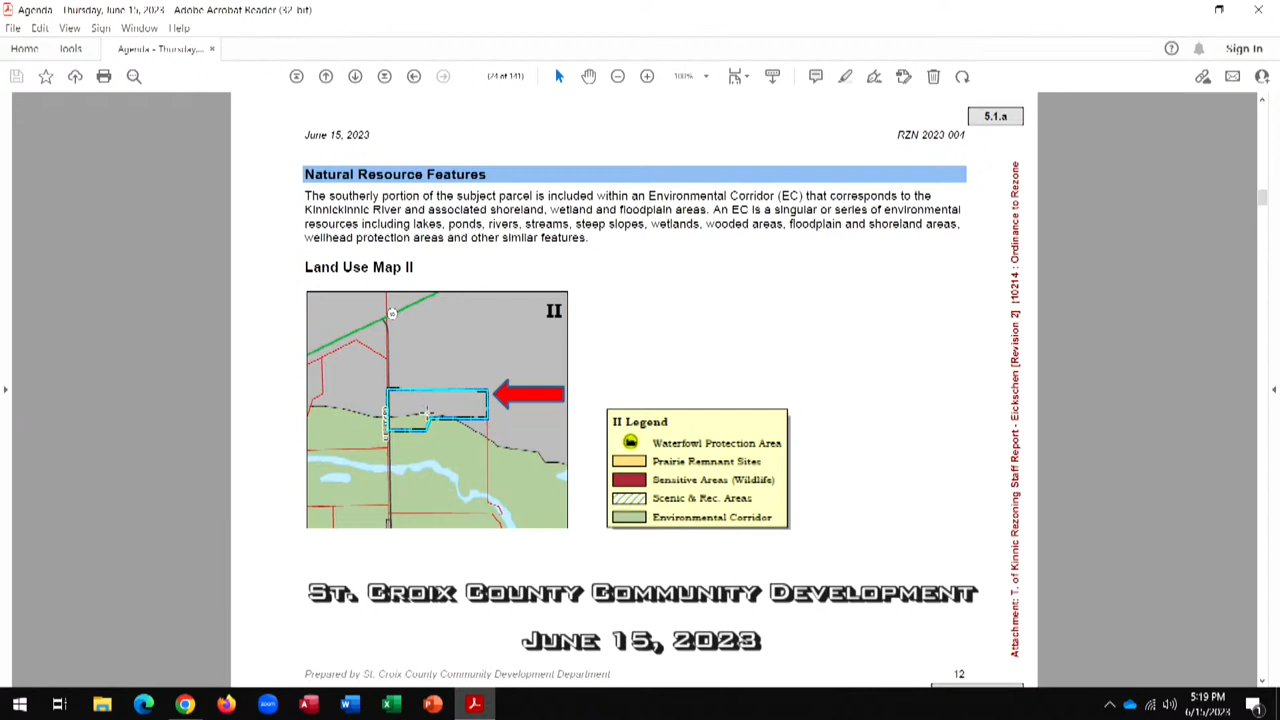 Agenda - Thursday, June 15, 2023 - Adobe Acrobat Reader (32-bit)
File Edit View Sign Window Help
Home Tools Agenda - Thursday,... × Sign In
(24 of 141) 100%
5.1.a
June 15, 2023 RZN 2023 004
Natural Resource Features
The southerly portion of the subject parcel is included within an Environmental Corridor (EC) that corresponds to the
Kinnickinnic River and associated shoreland, wetland and floodplain areas. An EC is a singular or series of environmental
resources including lakes, ponds, rivers, streams, steep slopes, wetlands, wooded areas, floodplain and shoreland areas,
wellhead protection areas and other similar features.
Land Use Map II
II
II Legend
Waterfowl Protection Area
Prairie Remnant Sites
Sensitive Areas (Wildlife)
Scenic & Rec. Areas
Environmental Corridor
Attachment: T. of Kinnic Rezoning Staff Report - Eickschen [Revision 2] (10214 : Ordinance to Rezone
St. Croix County Community Development
June 15, 2023
Prepared by St. Croix County Community Development Department 12
5:19 PM
6/15/2023